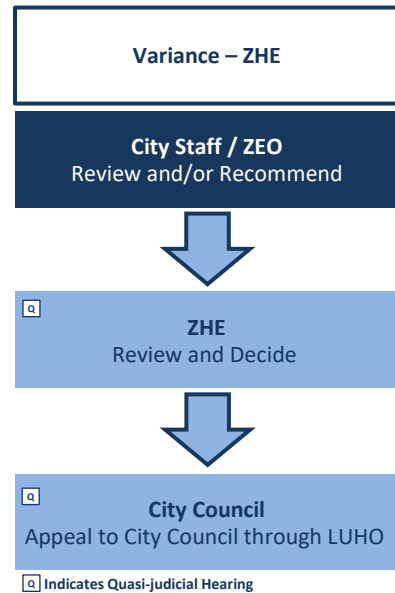 Variance – ZHE
City Staff / ZEO
Review and/or Recommend
Q
ZHE
Review and Decide
Q
City Council
Appeal to City Council through LUHO
Q Indicates Quasi-judicial Hearing